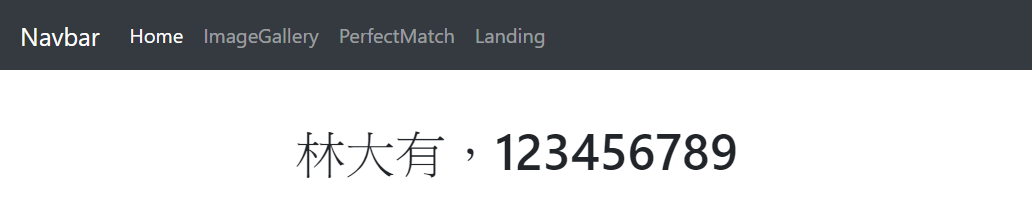 Navbar Home ImageGallery PerfectMatch Landing
林大有，123456789